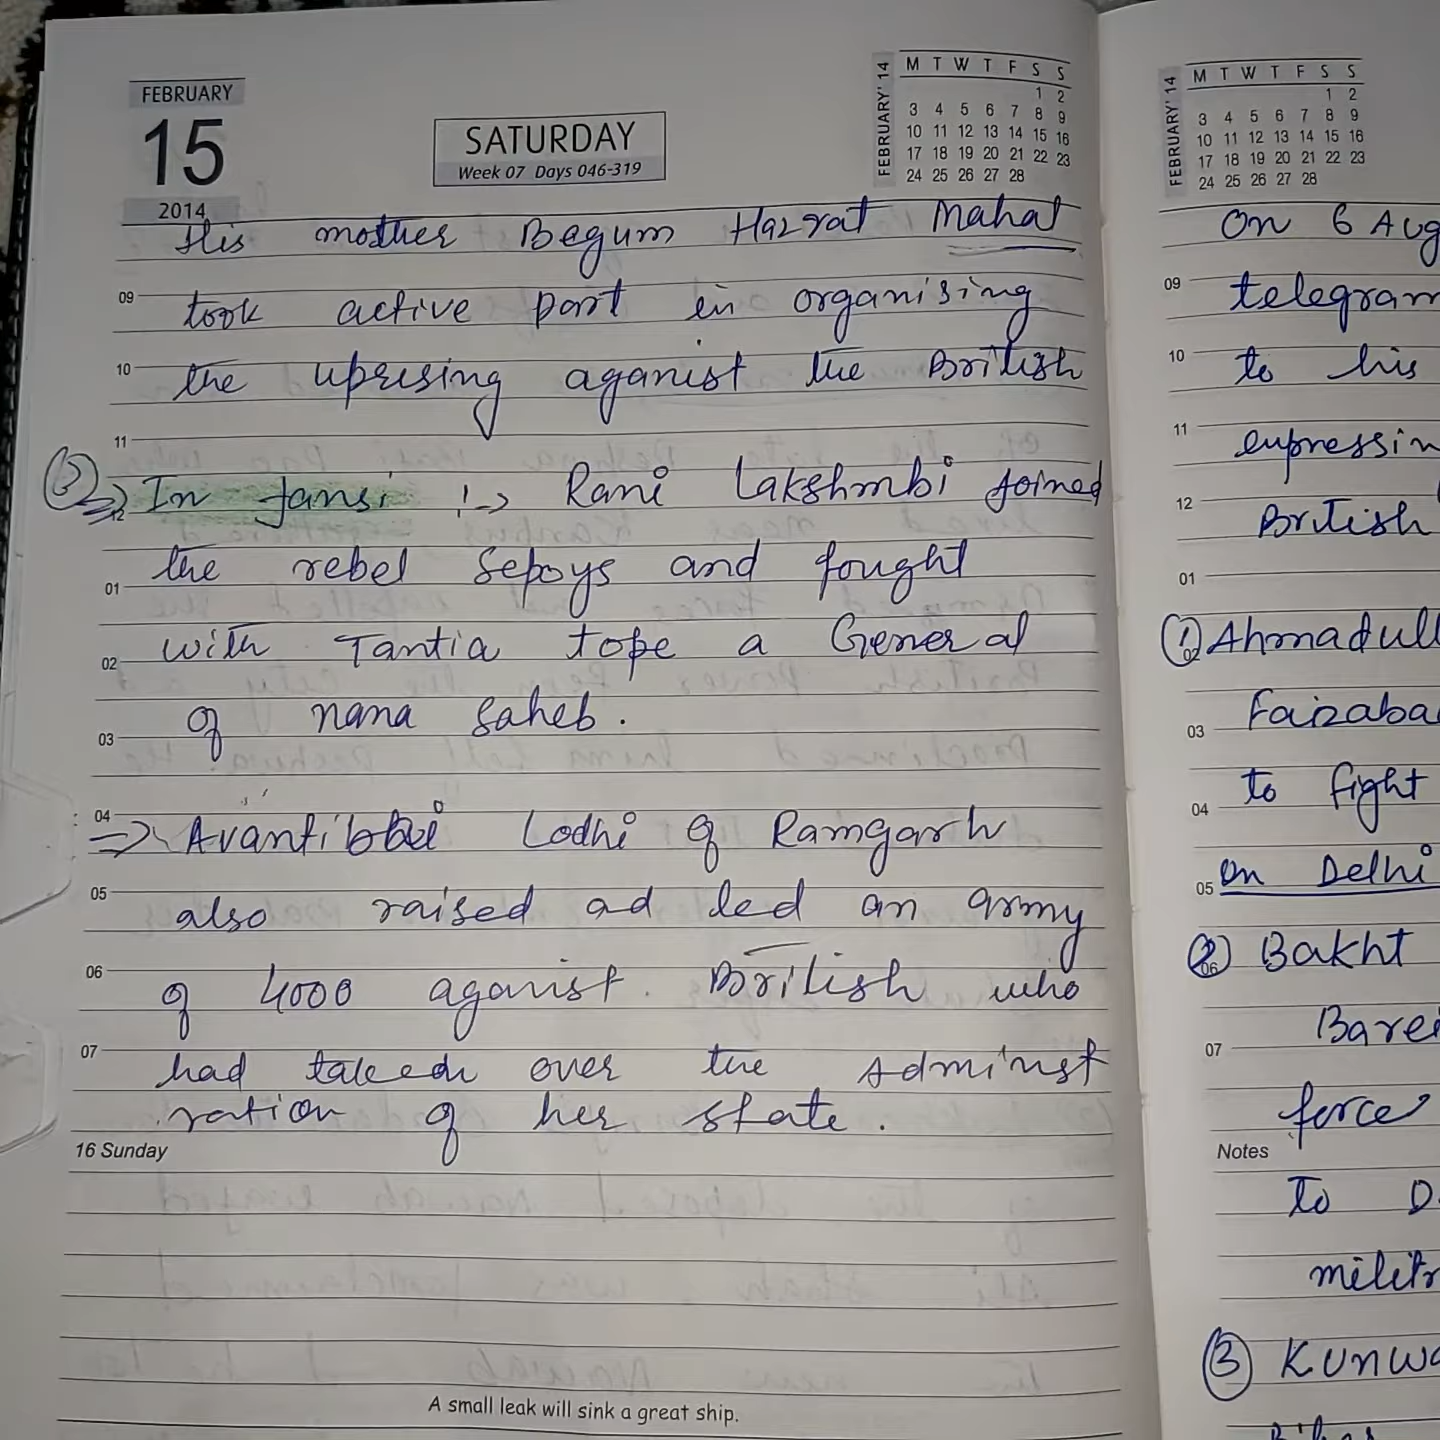 FEBRUARY
15
2014
SATURDAY
Week 07 Days 046-319
FEBRUARY' 14
M T W T F S S
1 2
3 4 5 6 7 8 9
10 11 12 13 14 15 16
17 18 19 20 21 22 23
24 25 26 27 28
His mother Begum Hazrat Mahal
09 took active part in organising
10 the uprising aganist the British
11
(3) => 12 In Jansi :-> Rani Lakshmbi joined
the rebel Sepoys and fought
01
02 with Tantia tope a General
03 of nana saheb.
04 => Avantibbai Lodhi of Ramgarh
05 also raised ad led an army
06 of 4000 aganist British who
07 had takeen over the Administ
ration of her state.
16 Sunday
A small leak will sink a great ship.
FEBRUARY' 14
M T W T F S S
1 2
3 4 5 6 7 8 9
10 11 12 13 14 15 16
17 18 19 20 21 22 23
24 25 26 27 28
On 6 Aug
09 telegram
10 to his
11 expressin
12 British
01
(1) 02 Ahmadull
03 Faizaba
04 to fight
05 on Delhi
(2) 06 Bakht
07 Barei
force
Notes
To D
militr
(3) Kunwa